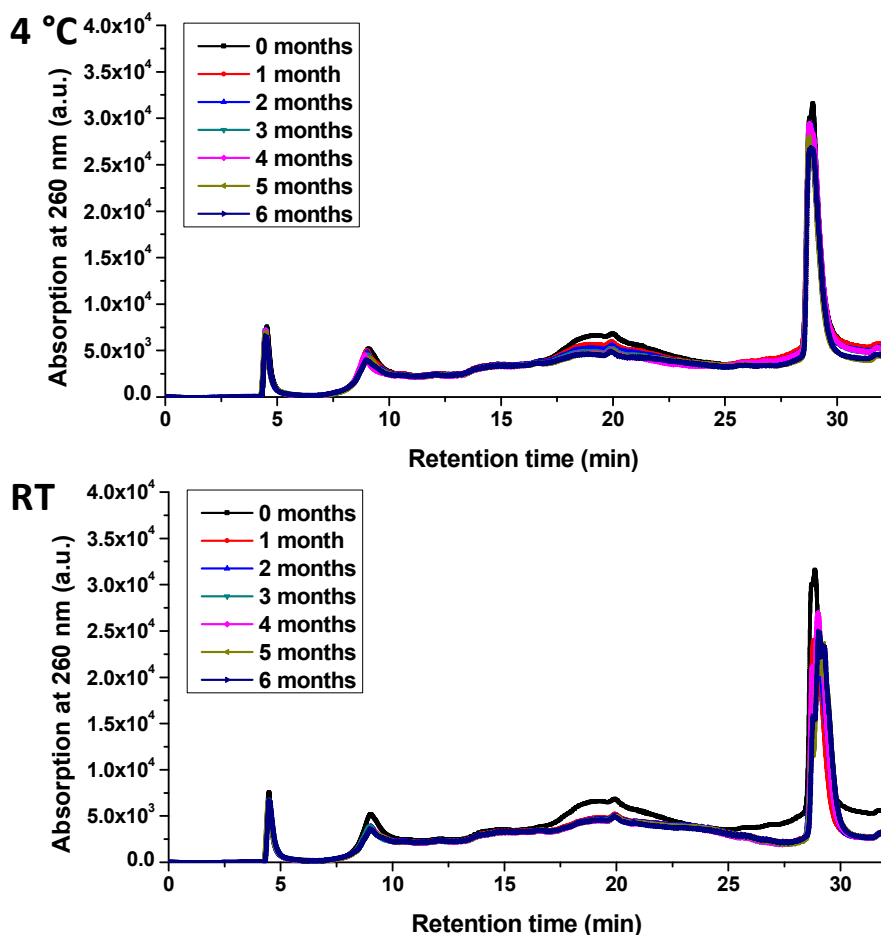 4 °C
4.0x10⁴
3.5x10⁴
3.0x10⁴
2.5x10⁴
2.0x10⁴
1.5x10⁴
1.0x10⁴
5.0x10³
0.0
Absorption at 260 nm (a.u.)
0 months
1 month
2 months
3 months
4 months
5 months
6 months
0 5 10 15 20 25 30
Retention time (min)
RT
4.0x10⁴
3.5x10⁴
3.0x10⁴
2.5x10⁴
2.0x10⁴
1.5x10⁴
1.0x10⁴
5.0x10³
0.0
Absorption at 260 nm (a.u.)
0 months
1 month
2 months
3 months
4 months
5 months
6 months
0 5 10 15 20 25 30
Retention time (min)